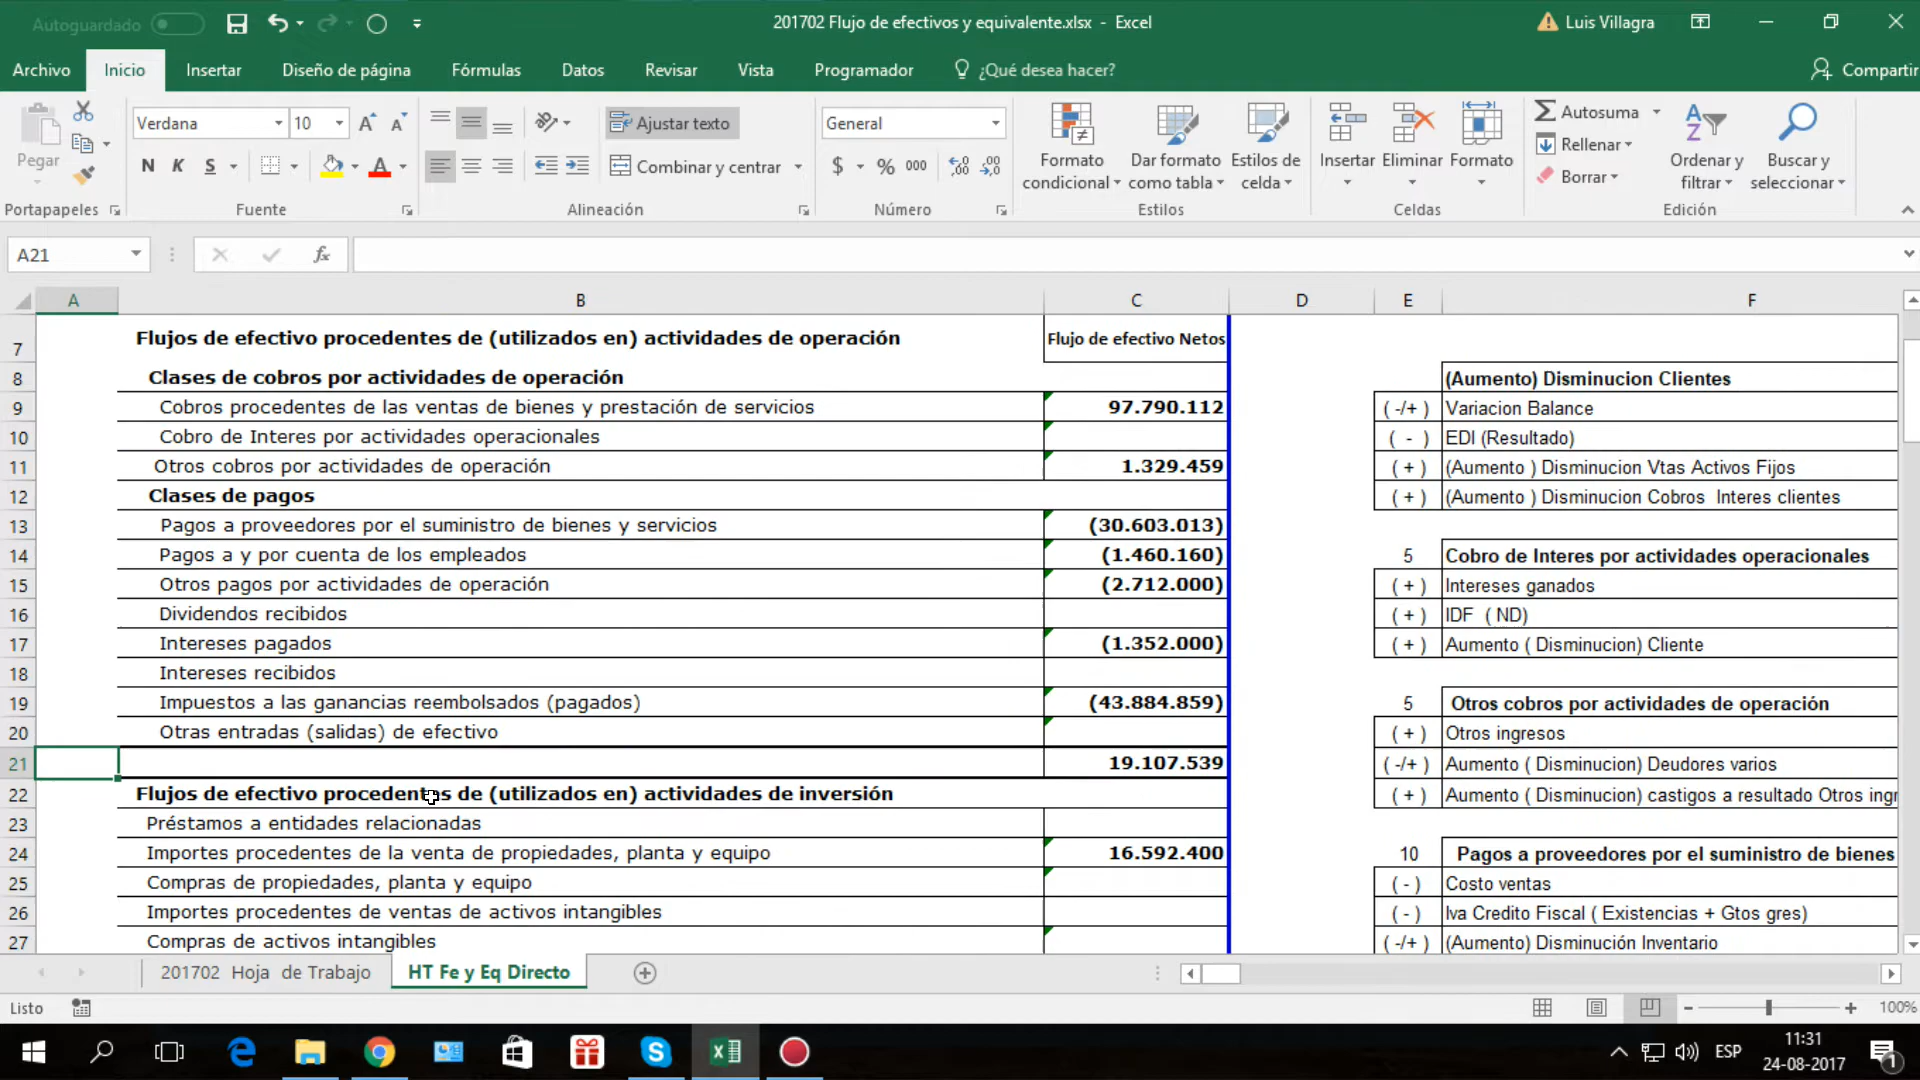 Autoguardado
201702 Flujo de efectivos y equivalente.xlsx - Excel
Luis Villagra
Archivo Inicio Insertar Diseño de página Fórmulas Datos Revisar Vista Programador ¿Qué desea hacer? Compartir
Pegar
Portapapeles
Verdana 10
N K S
Fuente
Ajustar texto
Combinar y centrar
Alineación
General
$ % 000
Número
Formato condicional
Dar formato como tabla
Estilos de celda
Estilos
Insertar Eliminar Formato
Celdas
Autosuma
Rellenar
Borrar
Ordenar y filtrar
Buscar y seleccionar
Edición
A21 fx
A B C D E F
7 Flujos de efectivo procedentes de (utilizados en) actividades de operación Flujo de efectivo Netos
8 Clases de cobros por actividades de operación (Aumento) Disminucion Clientes
9 Cobros procedentes de las ventas de bienes y prestación de servicios 97.790.112 ( -/+ ) Variacion Balance
10 Cobro de Interes por actividades operacionales ( - ) EDI (Resultado)
11 Otros cobros por actividades de operación 1.329.459 ( + ) (Aumento ) Disminucion Vtas Activos Fijos
12 Clases de pagos ( + ) (Aumento ) Disminucion Cobros Interes clientes
13 Pagos a proveedores por el suministro de bienes y servicios (30.603.013)
14 Pagos a y por cuenta de los empleados (1.460.160) 5 Cobro de Interes por actividades operacionales
15 Otros pagos por actividades de operación (2.712.000) ( + ) Intereses ganados
16 Dividendos recibidos ( + ) IDF ( ND)
17 Intereses pagados (1.352.000) ( + ) Aumento ( Disminucion) Cliente
18 Intereses recibidos
19 Impuestos a las ganancias reembolsados (pagados) (43.884.859) 5 Otros cobros por actividades de operación
20 Otras entradas (salidas) de efectivo ( + ) Otros ingresos
21 19.107.539 ( -/+ ) Aumento ( Disminucion) Deudores varios
22 Flujos de efectivo procedentes de (utilizados en) actividades de inversión ( + ) Aumento ( Disminucion) castigos a resultado Otros ingr
23 Préstamos a entidades relacionadas
24 Importes procedentes de la venta de propiedades, planta y equipo 16.592.400 10 Pagos a proveedores por el suministro de bienes
25 Compras de propiedades, planta y equipo ( - ) Costo ventas
26 Importes procedentes de ventas de activos intangibles ( - ) Iva Credito Fiscal ( Existencias + Gtos gres)
27 Compras de activos intangibles ( -/+ ) (Aumento) Disminución Inventario
201702 Hoja de Trabajo HT Fe y Eq Directo
Listo 100%
ESP 11:31
24-08-2017
1